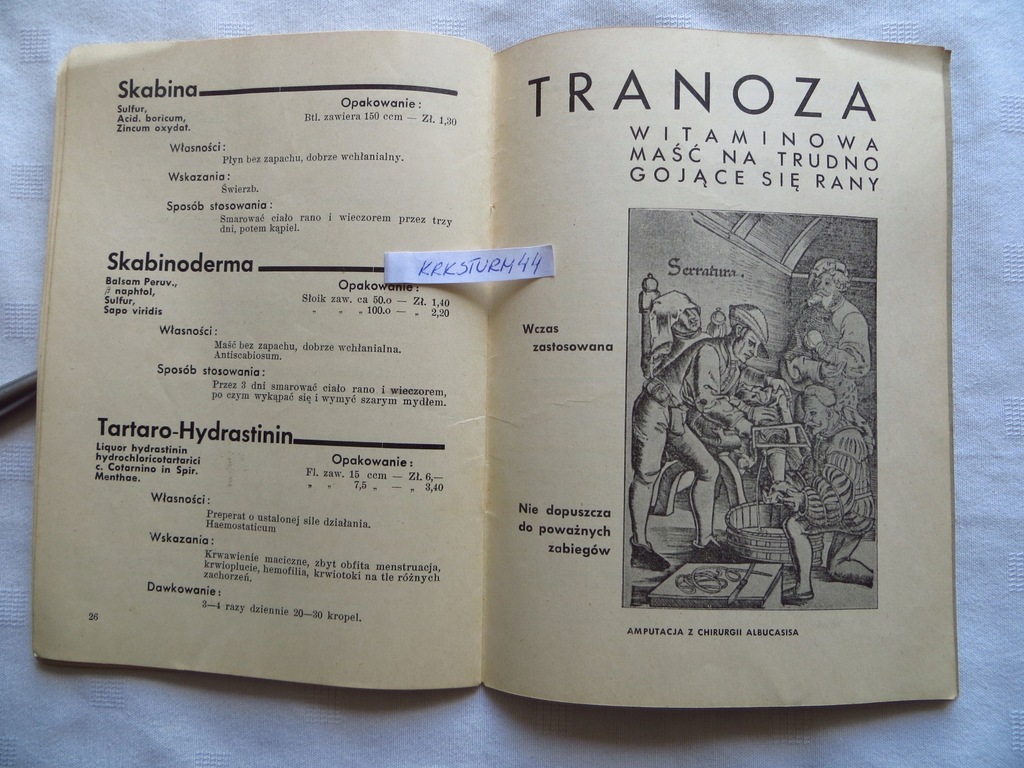 Skabina
Sulfur,
Acid. boricum,
Zincum oxydat.
Opakowanie :
Btl. zawiera 150 ccm — Zł. 1,30
Własności :
Płyn bez zapachu, dobrze wchłanialny.
Wskazania :
Świerzb.
Sposób stosowania :
Smarować ciało rano i wieczorem przez trzy
dni, potem kąpiel.
KRKSTURM44
Skabinoderma
Balsam Peruv.,
β naphtol,
Sulfur,
Sapo viridis
Opakowanie :
Słoik zaw. ca 50.o — Zł. 1,40
„ „ „ 100.o — „ 2,20
Własności :
Maść bez zapachu, dobrze wchłanialna.
Antiscabiosum.
Sposób stosowania :
Przez 3 dni smarować ciało rano i wieczorem,
po czym wykąpać się i wymyć szarym mydłem.
Tartaro-Hydrastinin
Liquor hydrastinin
hydrochloricotartarici
c. Cotarnino in Spir.
Menthae.
Opakowanie :
Fl. zaw. 15 ccm — Zł. 6,—
„ „ 7,5 „ — „ 3,40
Własności :
Preperat o ustalonej sile działania.
Haemostaticum
Wskazania :
Krwawienie maciczne, zbyt obfita menstruacja,
krwioplucie, hemofilia, krwiotoki na tle różnych
zachorzeń.
Dawkowanie :
3—4 razy dziennie 20—30 kropel.
26
TRANOZA
WITAMINOWA
MAŚĆ NA TRUDNO
GOJĄCE SIĘ RANY
Serratura.
Wczas
zastosowana
Nie dopuszcza
do poważnych
zabiegów
AMPUTACJA Z CHIRURGII ALBUCASISA